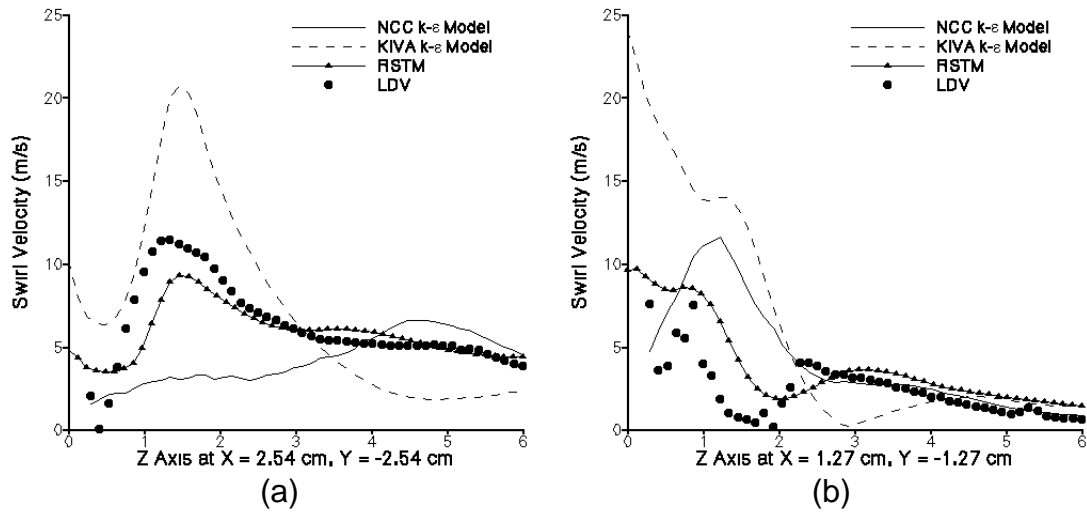 25
20
15
10
5
0
Swirl Velocity (m/s)
NCC k-ε Model
KIVA k-ε Model
RSTM
LDV
0 1 2 3 4 5 6
Z Axis at X = 2.54 cm, Y = -2.54 cm
(a)
25
20
15
10
5
0
Swirl Velocity (m/s)
NCC k-ε Model
KIVA k-ε Model
RSTM
LDV
0 1 2 3 4 5 6
Z Axis at X = 1.27 cm, Y = -1.27 cm
(b)